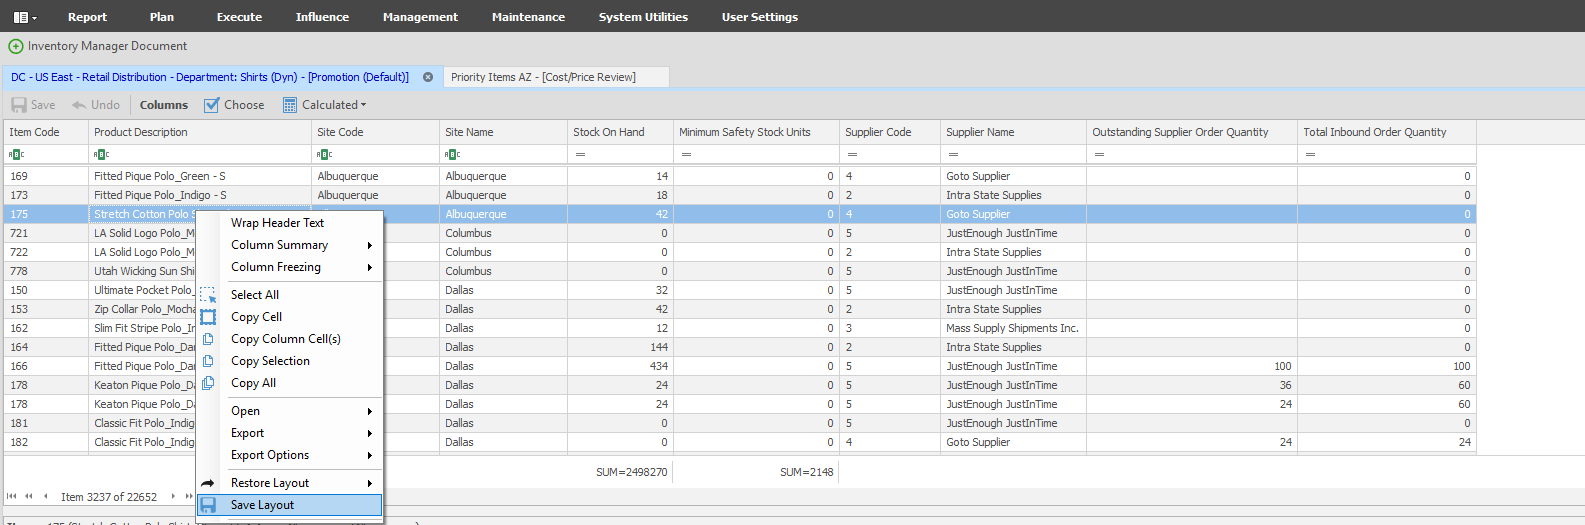 Report Plan Execute Influence Management Maintenance System Utilities User Settings
Inventory Manager Document
DC - US East - Retail Distribution - Department: Shirts (Dyn) - [Promotion (Default)] Priority Items AZ - [Cost/Price Review]
Save Undo Columns Choose Calculated
Item Code Product Description Site Code Site Name Stock On Hand Minimum Safety Stock Units Supplier Code Supplier Name Outstanding Supplier Order Quantity Total Inbound Order Quantity
ABC ABC ABC ABC = = = = = =
169 Fitted Pique Polo_Green - S Albuquerque Albuquerque 14 0 4 Goto Supplier 0
173 Fitted Pique Polo_Indigo - S Albuquerque Albuquerque 18 0 2 Intra State Supplies 0
175 Stretch Cotton Polo S Albuquerque 42 0 4 Goto Supplier 0
721 LA Solid Logo Polo_M Columbus 0 0 5 JustEnough JustInTime 0
722 LA Solid Logo Polo_M Columbus 0 0 2 Intra State Supplies 0
778 Utah Wicking Sun Shi Columbus 0 0 5 JustEnough JustInTime 0
150 Ultimate Pocket Polo_ Dallas 32 0 5 JustEnough JustInTime 0
153 Zip Collar Polo_Mocha Dallas 42 0 2 Intra State Supplies 0
162 Slim Fit Stripe Polo_In Dallas 12 0 3 Mass Supply Shipments Inc. 0
164 Fitted Pique Polo_Dar Dallas 144 0 2 Intra State Supplies 0
166 Fitted Pique Polo_Dar Dallas 434 0 5 JustEnough JustInTime 100 100
178 Keaton Pique Polo_Da Dallas 24 0 5 JustEnough JustInTime 36 60
178 Keaton Pique Polo_Da Dallas 24 0 5 JustEnough JustInTime 24 60
181 Classic Fit Polo_Indig Dallas 0 0 5 JustEnough JustInTime 0
182 Classic Fit Polo_Indig Dallas 0 0 4 Goto Supplier 24 24
SUM=2498270 SUM=2148
Item 3237 of 22652
Wrap Header Text
Column Summary
Column Freezing
Select All
Copy Cell
Copy Column Cell(s)
Copy Selection
Copy All
Open
Export
Export Options
Restore Layout
Save Layout